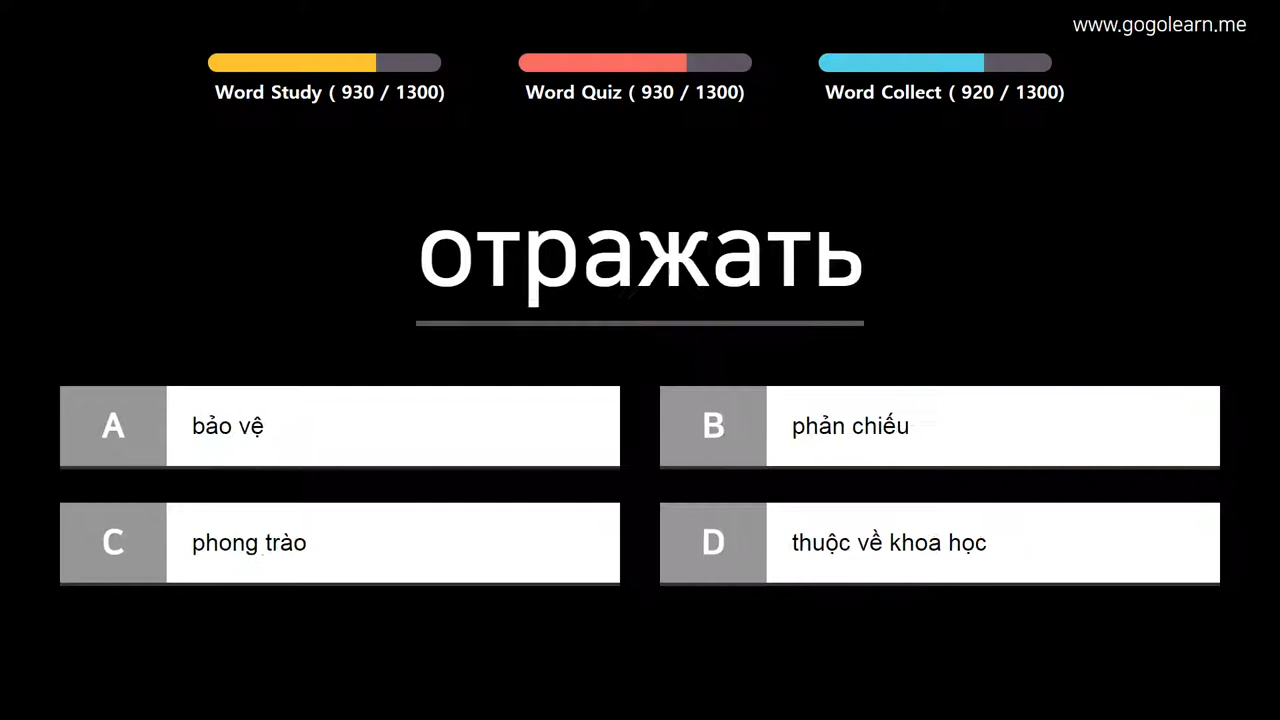 www.gogolearn.me
Word Study ( 930 / 1300)
Word Quiz ( 930 / 1300)
Word Collect ( 920 / 1300)
отражать
A bảo vệ
B phản chiếu
C phong trào
D thuộc về khoa học